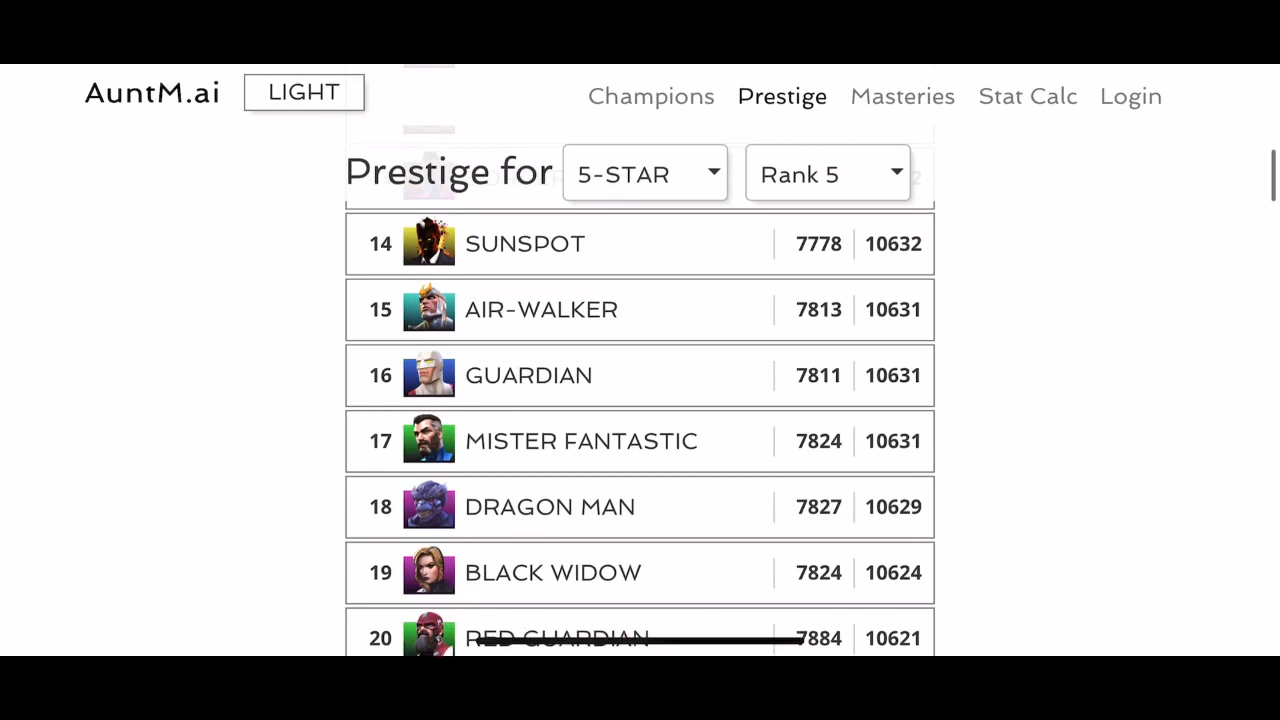 AuntM.ai LIGHT Champions Prestige Masteries Stat Calc Login
Prestige for 5-STAR Rank 5
14 SUNSPOT 7778 10632
15 AIR-WALKER 7813 10631
16 GUARDIAN 7811 10631
17 MISTER FANTASTIC 7824 10631
18 DRAGON MAN 7827 10629
19 BLACK WIDOW 7824 10624
20 RED GUARDIAN 7884 10621